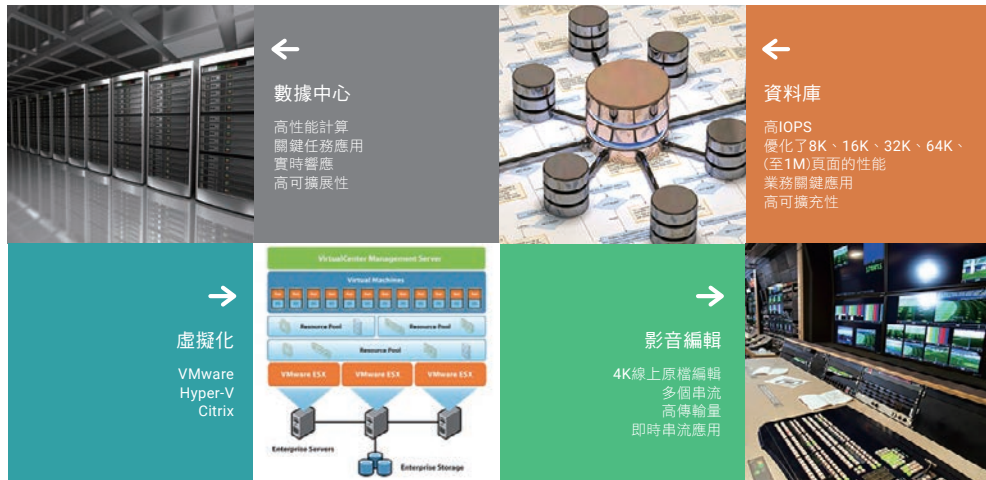 數據中心
高性能計算
關鍵任務應用
實時響應
高可擴展性
資料庫
高IOPS
優化了8K、16K、32K、64K、
(至1M)頁面的性能
業務關鍵應用
高可擴充性
虛擬化
VMware
Hyper-V
Citrix
VirtualCenter Management Server
Virtual Machines
Resource Pool
Resource Pool
Resource Pool
VMware ESX
VMware ESX
VMware ESX
Enterprise Servers
Enterprise Storage
影音編輯
4K線上原檔編輯
多個串流
高傳輸量
即時串流應用